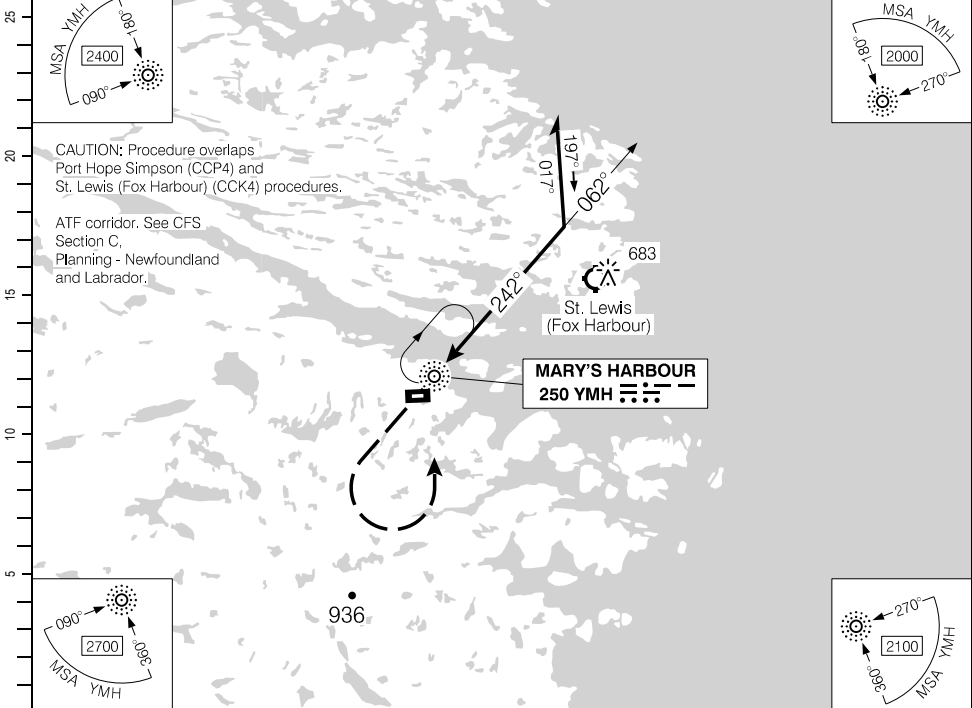 25
20
15
10
5
MSA YMH
180°
2400
090°
MSA YMH
180°
2000
270°
CAUTION: Procedure overlaps
Port Hope Simpson (CCP4) and
St. Lewis (Fox Harbour) (CCK4) procedures.
ATF corridor. See CFS
Section C,
Planning - Newfoundland
and Labrador.
197°
017°
062°
683
242°
St. Lewis
(Fox Harbour)
MARY'S HARBOUR
250 YMH
936
090°
2700
360°
MSA YMH
270°
2100
360°
MSA YMH